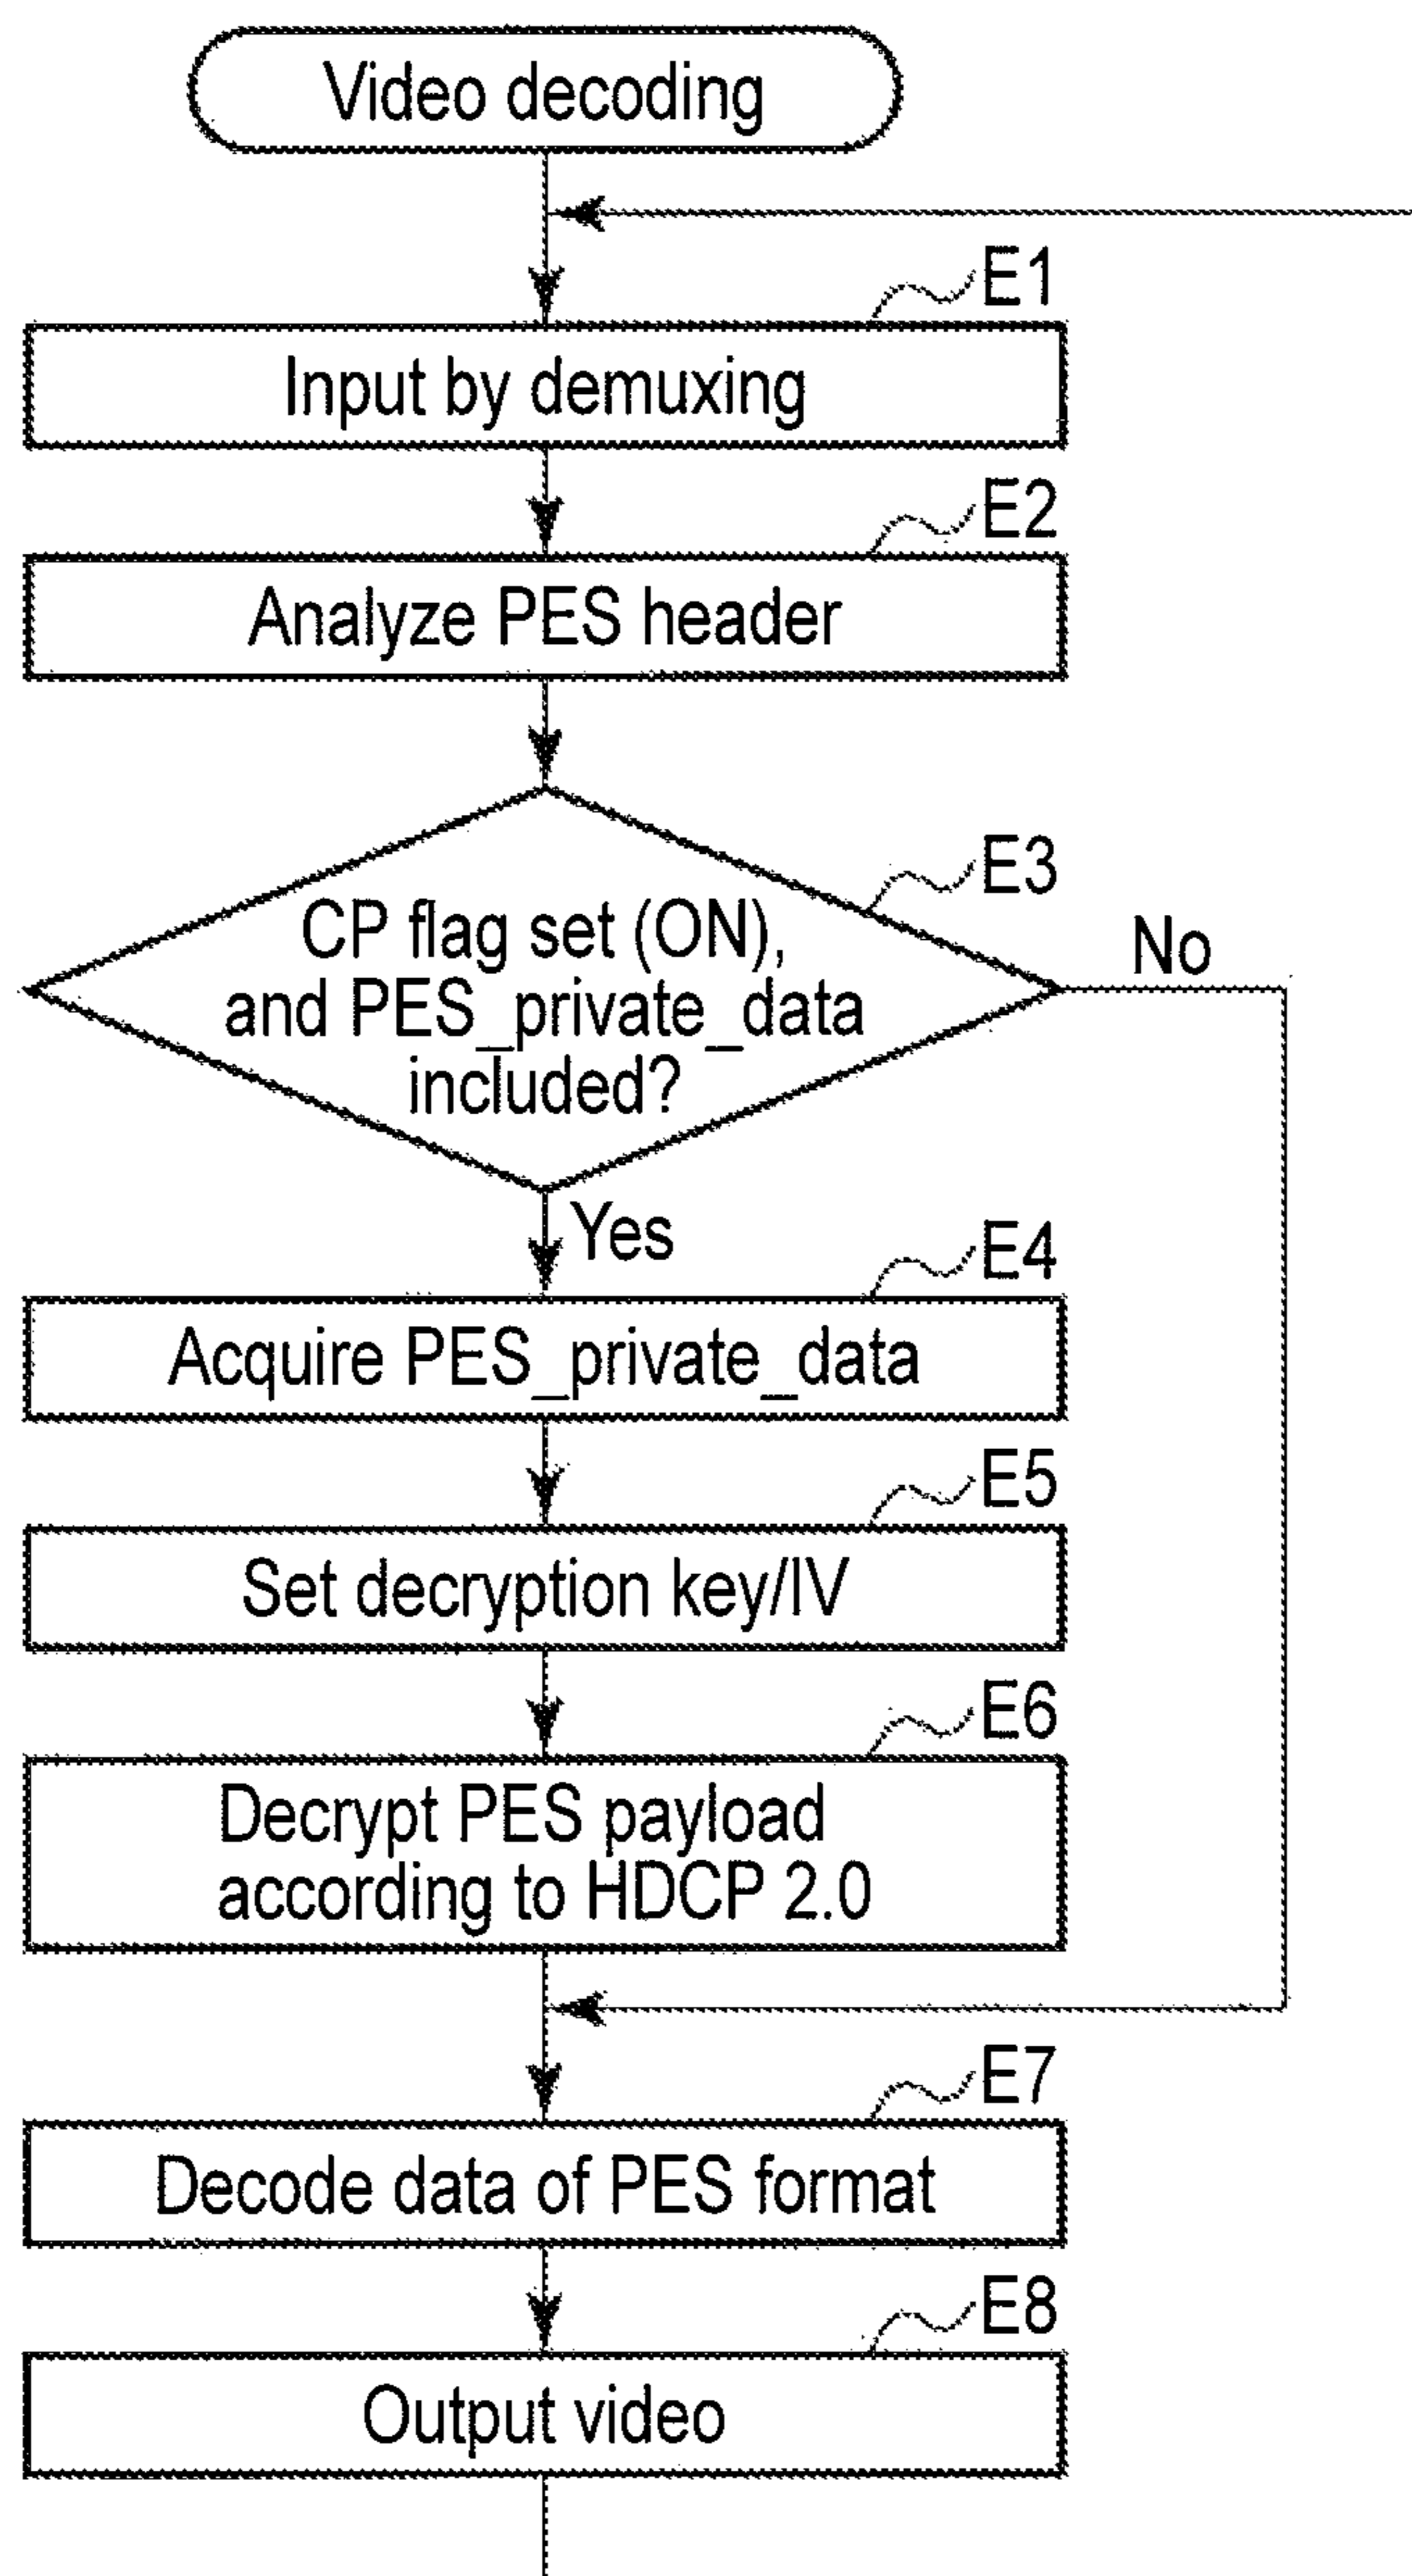 Video decoding
E1
Input by demuxing
E2
Analyze PES header
E3
CP flag set (ON),
and PES_private_data
included?
No
Yes
E4
Acquire PES_private_data
E5
Set decryption key/IV
E6
Decrypt PES payload
according to HDCP 2.0
E7
Decode data of PES format
E8
Output video